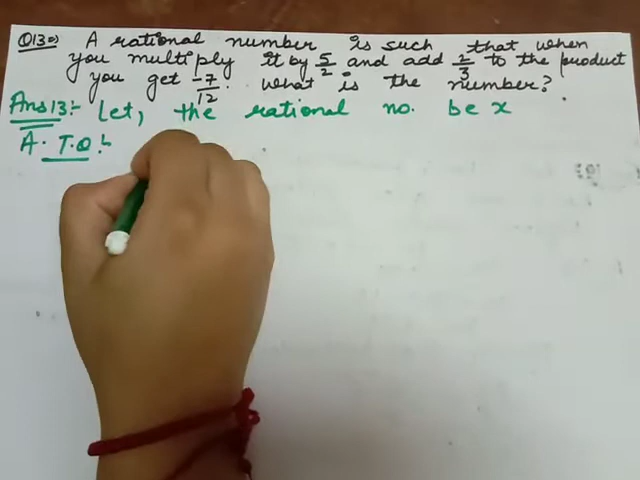 Q13⇒ A rational number is such that when
you multiply it by 5/2 and add 2/3 to the product
you get -7/12. What is the number?
Ans13:- Let, the rational no. be x
A.T.Q:-